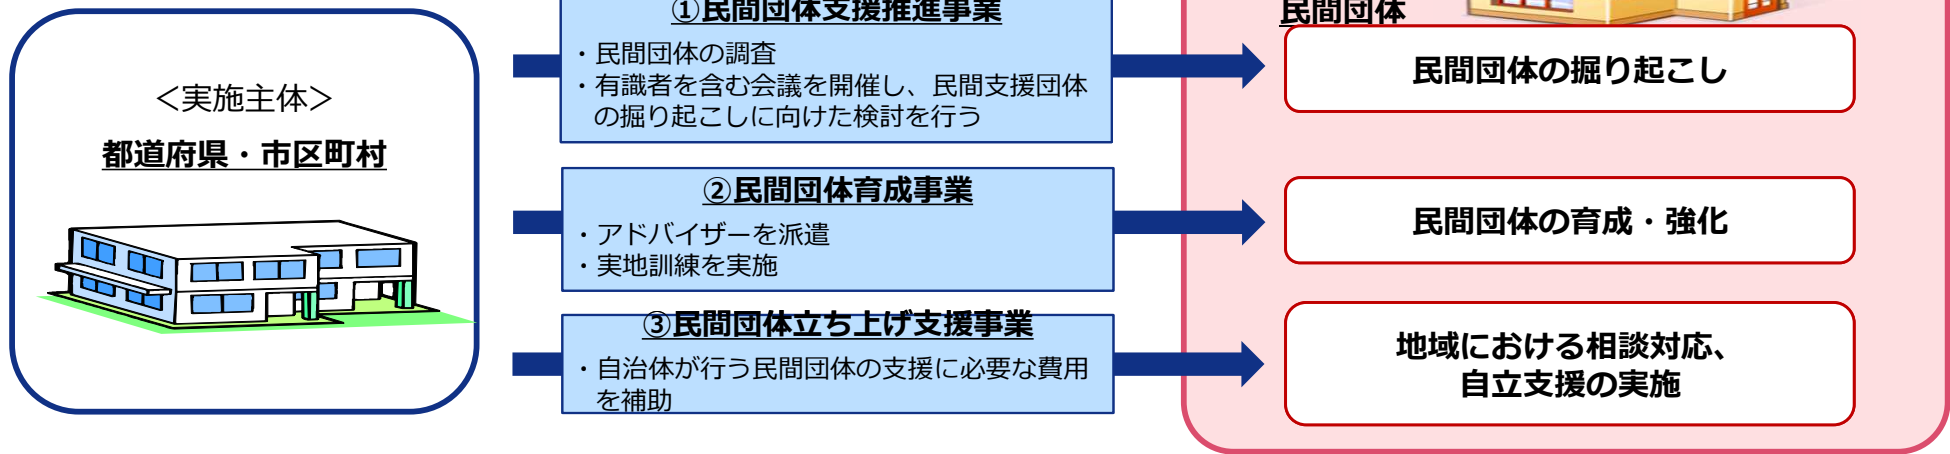 ＜実施主体＞
都道府県・市区町村
①民間団体支援推進事業
・民間団体の調査
・有識者を含む会議を開催し、民間支援団体
の掘り起こしに向けた検討を行う
②民間団体育成事業
・アドバイザーを派遣
・実地訓練を実施
③民間団体立ち上げ支援事業
・自治体が行う民間団体の支援に必要な費用
を補助
民間団体
民間団体の掘り起こし
民間団体の育成・強化
地域における相談対応、
自立支援の実施